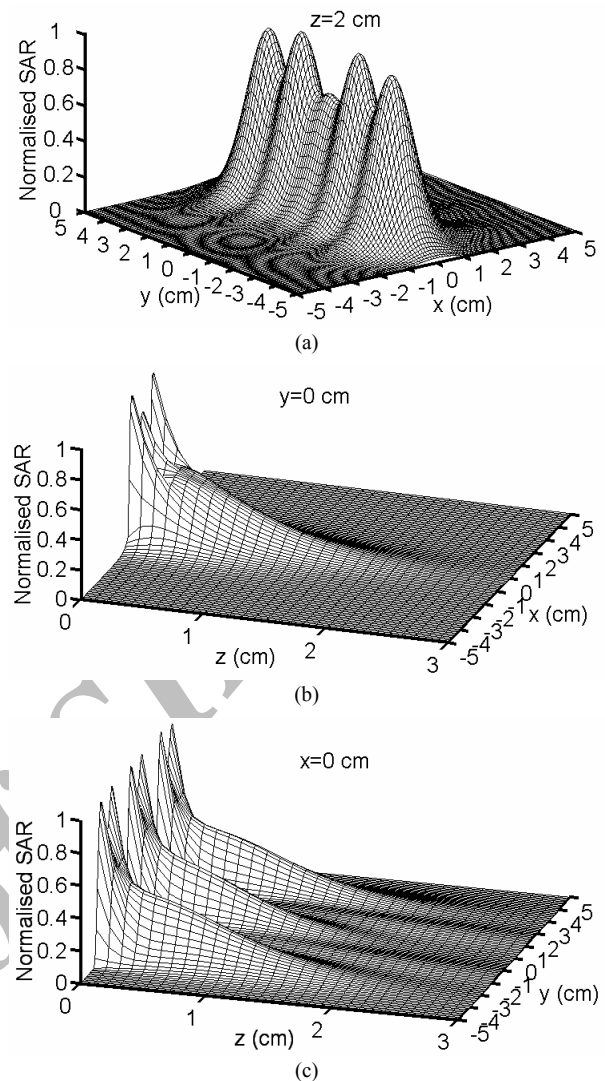 z=2 cm
Normalised SAR
1
0.8
0.6
0.4
0.2
0
5 4 3 2 1 0 -1 -2 -3 -4 -5
y (cm)
-5 -4 -3 -2 -1 0 1 2 3 4 5
x (cm)
(a)
y=0 cm
Normalised SAR
1
0.8
0.6
0.4
0.2
0
0 1 2 3
z (cm)
-5 -4 -3 -2 -1 0 1 2 3 4 5
x (cm)
(b)
x=0 cm
Normalised SAR
1
0.8
0.6
0.4
0.2
0
0 1 2 3
z (cm)
-5 -4 -3 -2 -1 0 1 2 3 4 5
y (cm)
(c)